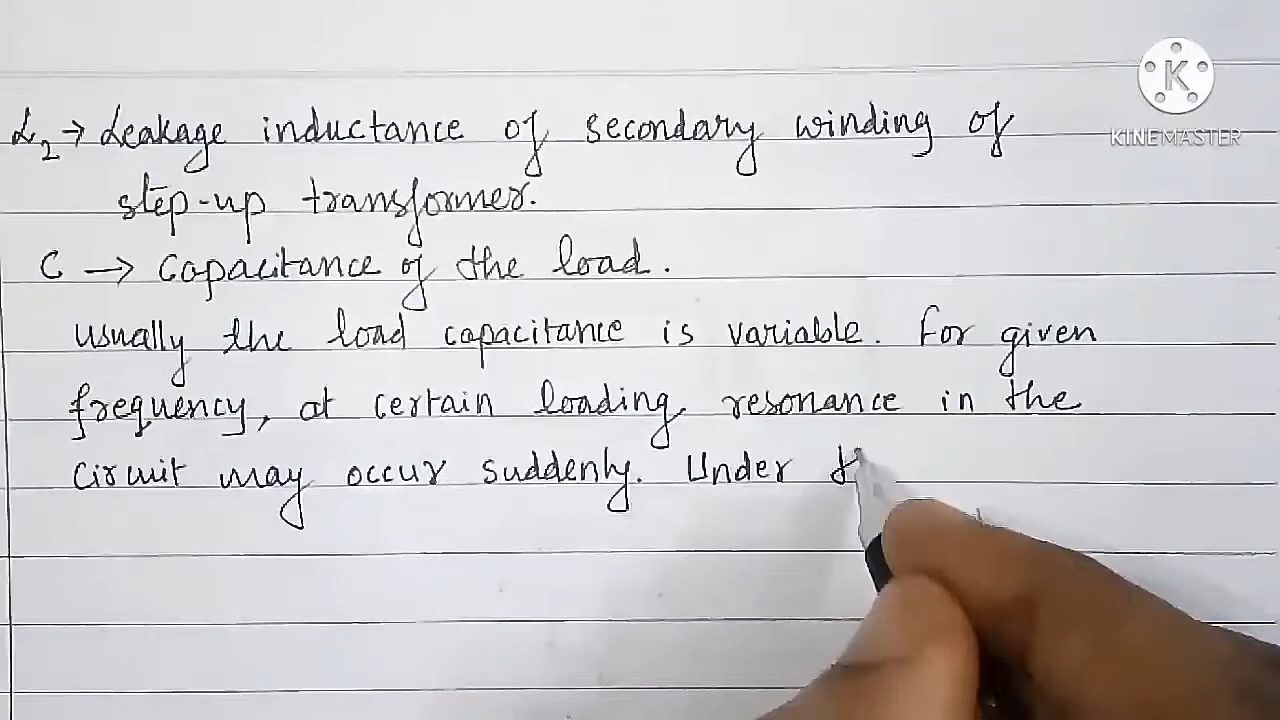 L2 → Leakage inductance of secondary winding of
step-up transformer.
C → Capacitance of the load.
Usually the load capacitance is variable. For given
frequency, at certain loading resonance in the
circuit may occur suddenly. Under
K
KINEMASTER